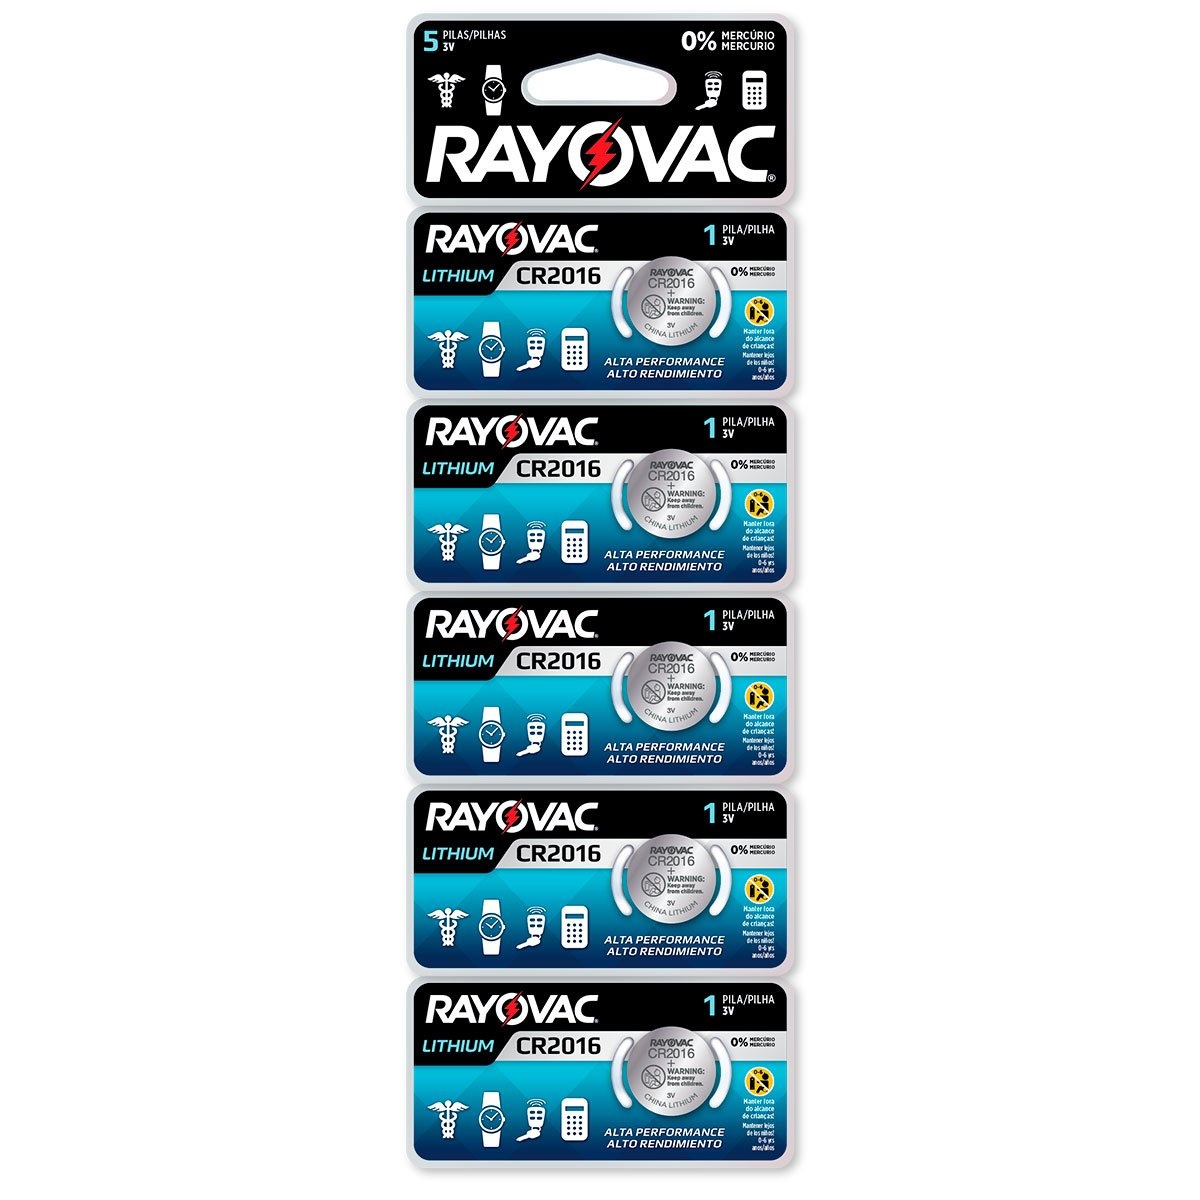 5 PILAS/PILHAS
3V
0% MERCÚRIO
MERCURIO
RAYOVAC®
RAYOVAC
1 PILA/PILHA
3V
LITHIUM CR2016
0% MERCÚRIO
MERCURIO
RAYOVAC
CR2016
+
WARNING:
Keep away
from children.
3V
CHINA LITHIUM
0-6
Manter fora
do alcance
de crianças!
Mantener lejos
de los niños!
0-6 yrs
anos/años
ALTA PERFORMANCE
ALTO RENDIMIENTO
RAYOVAC
1 PILA/PILHA
3V
LITHIUM CR2016
0% MERCÚRIO
MERCURIO
RAYOVAC
CR2016
+
WARNING:
Keep away
from children.
3V
CHINA LITHIUM
0-6
Manter fora
do alcance
de crianças!
Mantener lejos
de los niños!
0-6 yrs
anos/años
ALTA PERFORMANCE
ALTO RENDIMIENTO
RAYOVAC
1 PILA/PILHA
3V
LITHIUM CR2016
0% MERCÚRIO
MERCURIO
RAYOVAC
CR2016
+
WARNING:
Keep away
from children.
3V
CHINA LITHIUM
0-6
Manter fora
do alcance
de crianças!
Mantener lejos
de los niños!
0-6 yrs
anos/años
ALTA PERFORMANCE
ALTO RENDIMIENTO
RAYOVAC
1 PILA/PILHA
3V
LITHIUM CR2016
0% MERCÚRIO
MERCURIO
RAYOVAC
CR2016
+
WARNING:
Keep away
from children.
3V
CHINA LITHIUM
0-6
Manter fora
do alcance
de crianças!
Mantener lejos
de los niños!
0-6 yrs
anos/años
ALTA PERFORMANCE
ALTO RENDIMIENTO
RAYOVAC
1 PILA/PILHA
3V
LITHIUM CR2016
0% MERCÚRIO
MERCURIO
RAYOVAC
CR2016
+
WARNING:
Keep away
from children.
3V
CHINA LITHIUM
0-6
Manter fora
do alcance
de crianças!
Mantener lejos
de los niños!
0-6 yrs
anos/años
ALTA PERFORMANCE
ALTO RENDIMIENTO